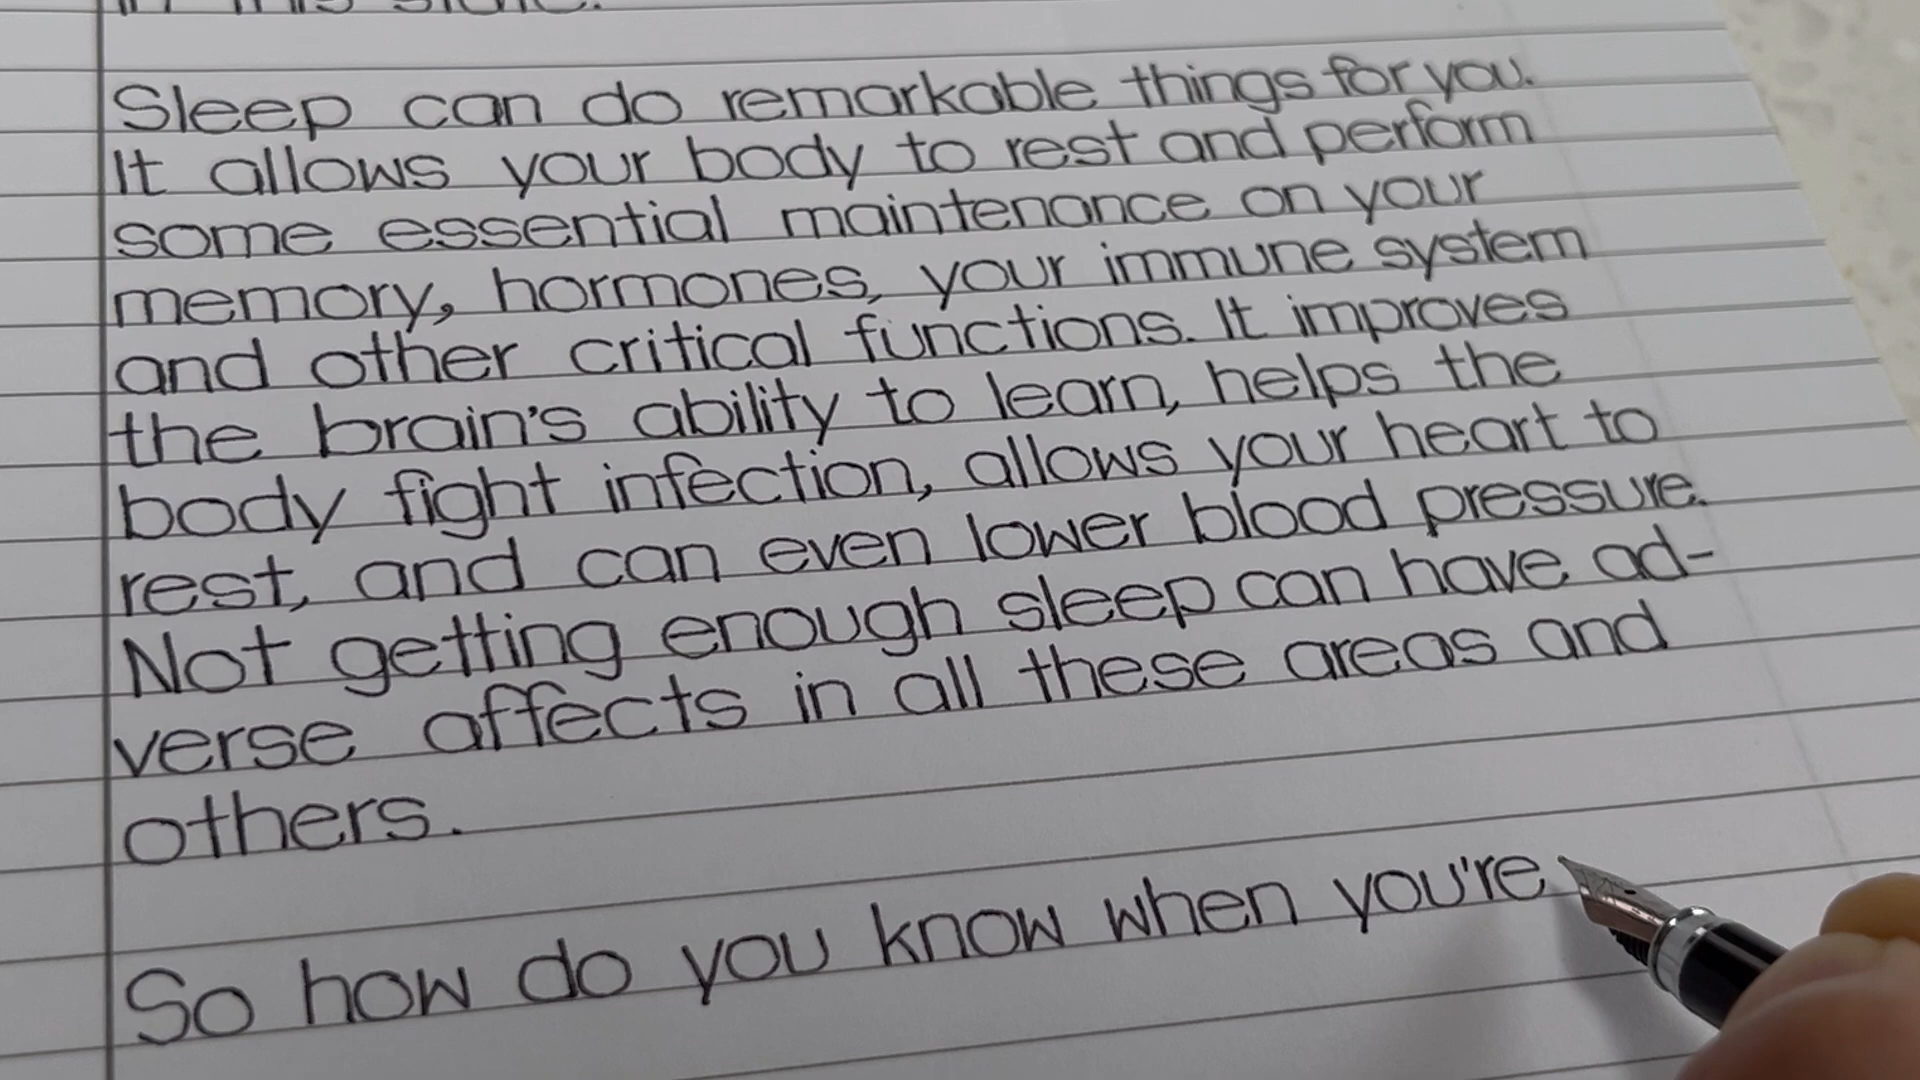 in this state.
Sleep can do remarkable things for you.
It allows your body to rest and perform
some essential maintenance on your
memory, hormones, your immune system
and other critical functions. It improves
the brain's ability to learn, helps the
body fight infection, allows your heart to
rest, and can even lower blood pressure.
Not getting enough sleep can have ad-
verse affects in all these areas and
others.
So how do you know when you're